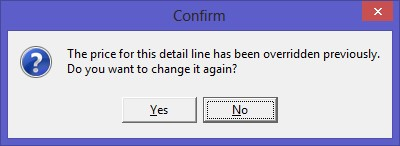 Confirm
The price for this detail line has been overridden previously.
Do you want to change it again?
Yes
No